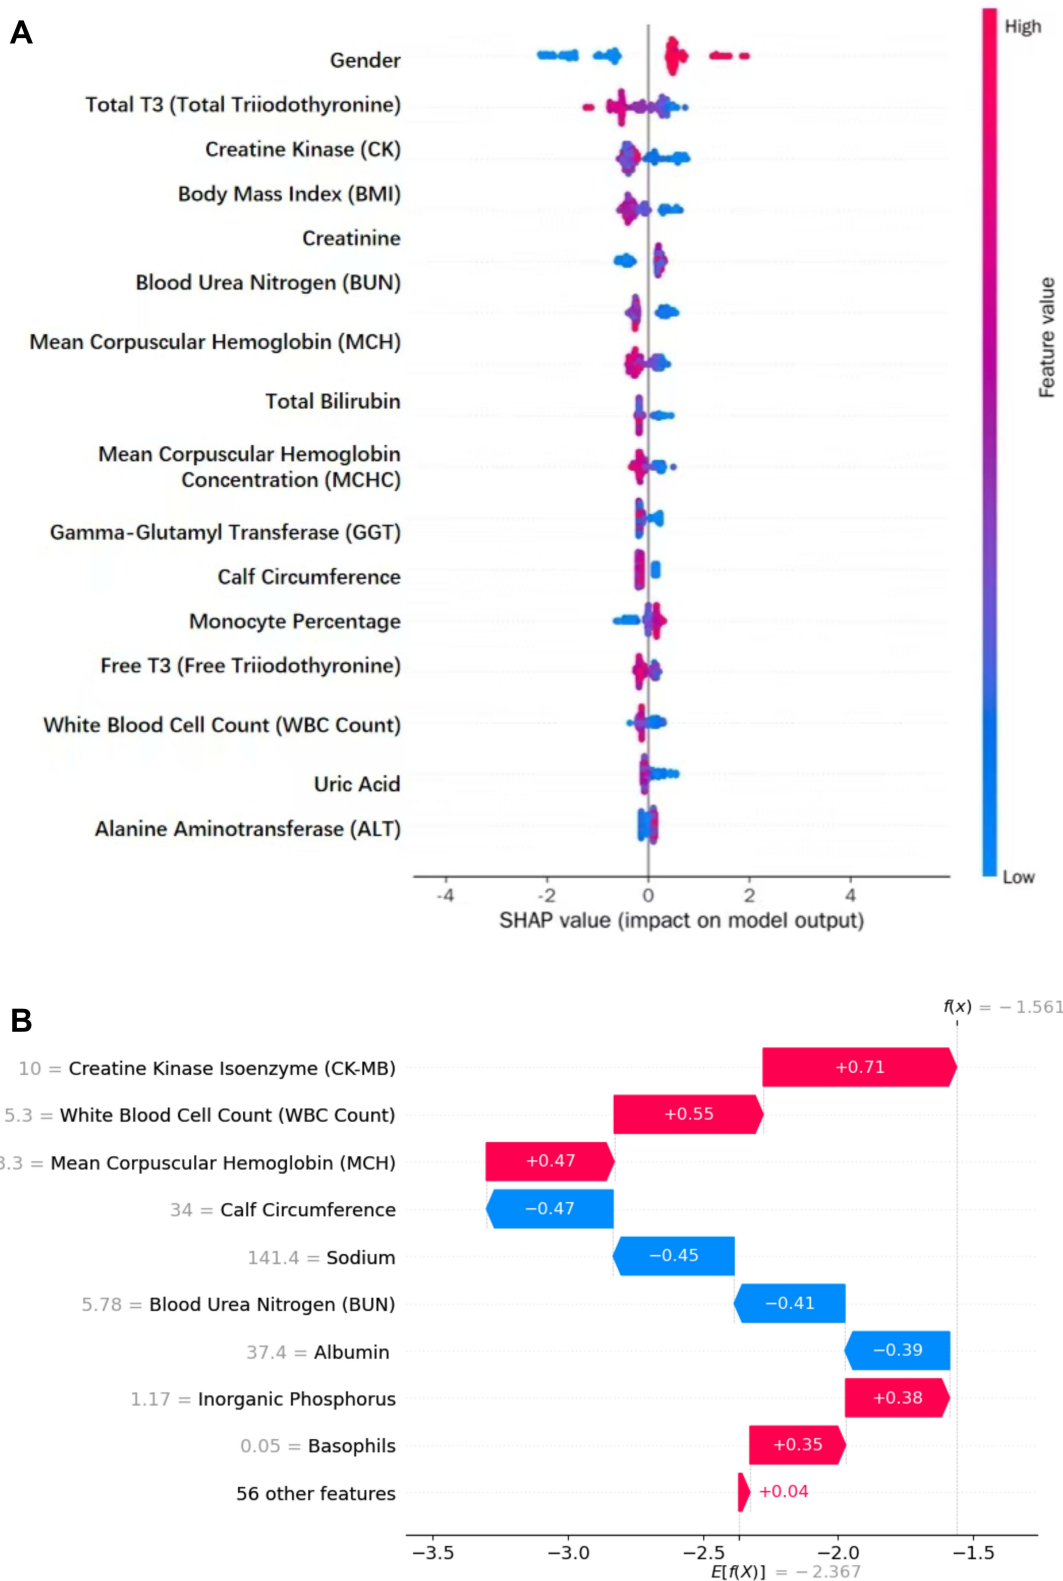 A
High
Gender
Total T3 (Total Triiodothyronine)
Creatine Kinase (CK)
Body Mass Index (BMI)
Creatinine
Blood Urea Nitrogen (BUN)
Mean Corpuscular Hemoglobin (MCH)
Total Bilirubin
Mean Corpuscular Hemoglobin
Concentration (MCHC)
Gamma-Glutamyl Transferase (GGT)
Calf Circumference
Monocyte Percentage
Free T3 (Free Triiodothyronine)
White Blood Cell Count (WBC Count)
Uric Acid
Alanine Aminotransferase (ALT)
Feature value
Low
-4 -2 0 2 4
SHAP value (impact on model output)
B
f(x) = −1.561
10 = Creatine Kinase Isoenzyme (CK-MB) +0.71
5.3 = White Blood Cell Count (WBC Count) +0.55
.3 = Mean Corpuscular Hemoglobin (MCH) +0.47
34 = Calf Circumference −0.47
141.4 = Sodium −0.45
5.78 = Blood Urea Nitrogen (BUN) −0.41
37.4 = Albumin −0.39
1.17 = Inorganic Phosphorus +0.38
0.05 = Basophils +0.35
56 other features +0.04
−3.5 −3.0 −2.5 −2.0 −1.5
E[f(X)] = −2.367